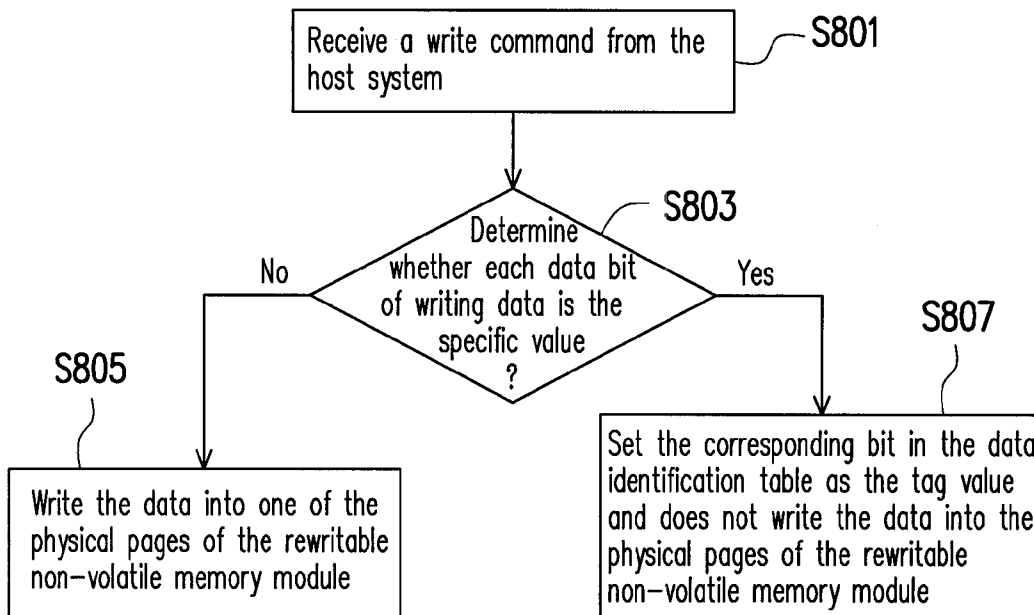 Receive a write command from the
host system
S801
Determine
whether each data bit
of writing data is the
specific value
?
S803
No
Yes
S805
Write the data into one of the
physical pages of the rewritable
non-volatile memory module
S807
Set the corresponding bit in the data
identification table as the tag value
and does not write the data into the
physical pages of the rewritable
non-volatile memory module